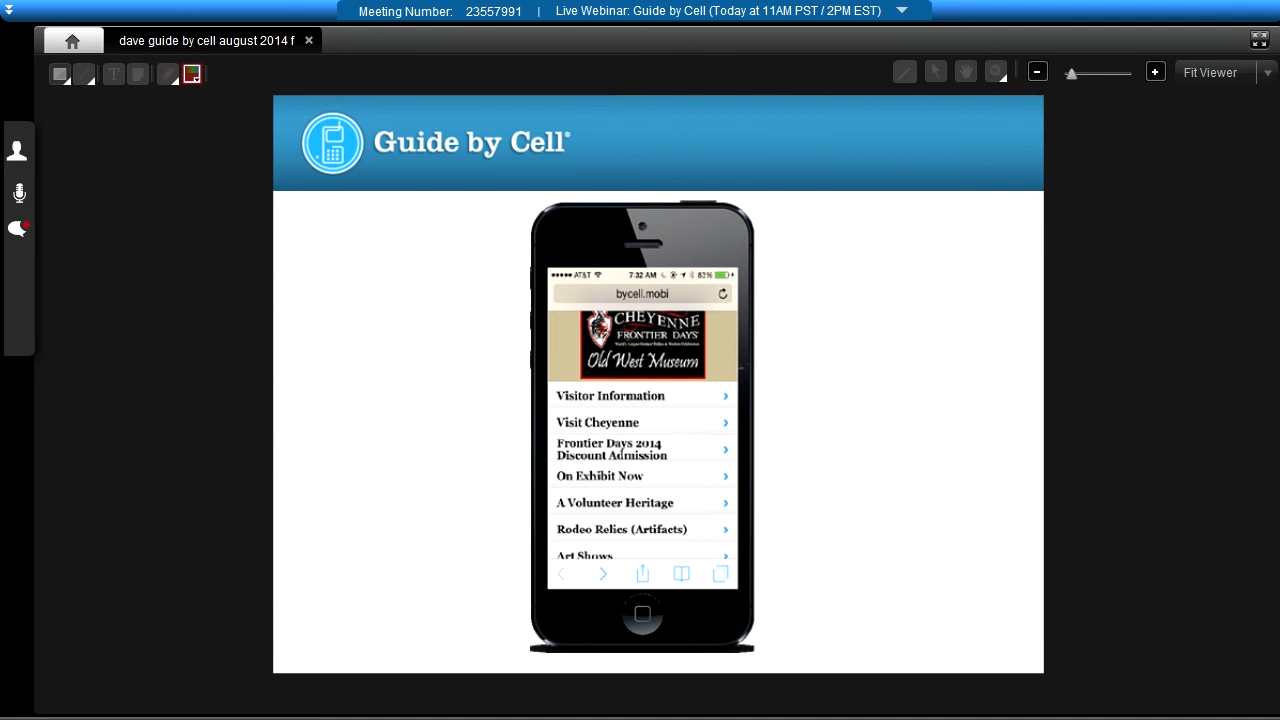 Meeting Number: 23557991 | Live Webinar: Guide by Cell (Today at 11AM PST / 2PM EST)
dave guide by cell august 2014 f ×
T
Fit Viewer
Guide by Cell®
AT&T 7:32 AM 83%
bycell.mobi
CHEYENNE
FRONTIER DAYS
Old West Museum
Visitor Information
Visit Cheyenne
Frontier Days 2014
Discount Admission
On Exhibit Now
A Volunteer Heritage
Rodeo Relics (Artifacts)
Art Shows